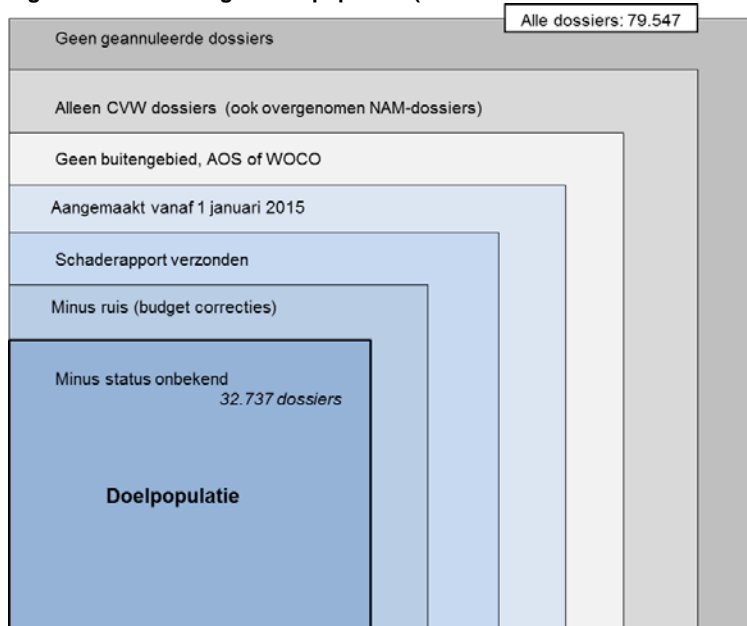 Alle dossiers: 79.547
Geen geannuleerde dossiers
Alleen CVW dossiers (ook overgenomen NAM-dossiers)
Geen buitengebied, AOS of WOCO
Aangemaakt vanaf 1 januari 2015
Schaderapport verzonden
Minus ruis (budget correcties)
Minus status onbekend
32.737 dossiers
Doelpopulatie